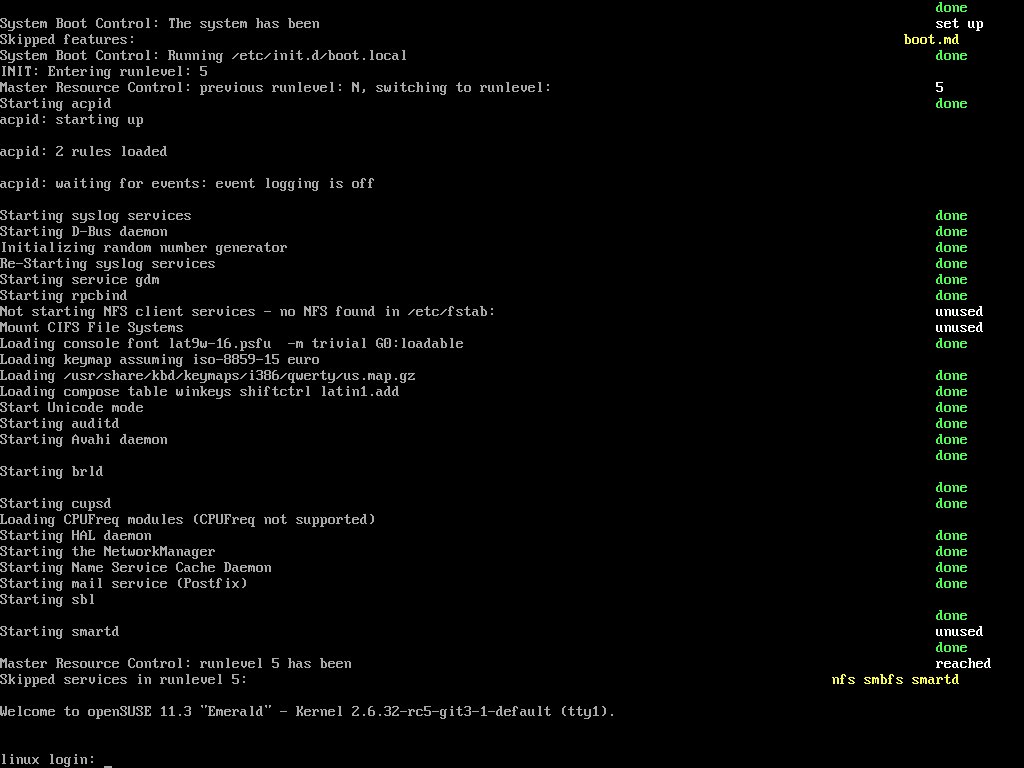 done
System Boot Control: The system has been set up
Skipped features: boot.md
System Boot Control: Running /etc/init.d/boot.local done
INIT: Entering runlevel: 5
Master Resource Control: previous runlevel: N, switching to runlevel: 5
Starting acpid done
acpid: starting up
acpid: 2 rules loaded
acpid: waiting for events: event logging is off
Starting syslog services done
Starting D-Bus daemon done
Initializing random number generator done
Re-Starting syslog services done
Starting service gdm done
Starting rpcbind done
Not starting NFS client services - no NFS found in /etc/fstab: unused
Mount CIFS File Systems unused
Loading console font lat9w-16.psfu  -m trivial G0:loadable done
Loading keymap assuming iso-8859-15 euro
Loading /usr/share/kbd/keymaps/i386/qwerty/us.map.gz done
Loading compose table winkeys shiftctrl latin1.add done
Start Unicode mode done
Starting auditd done
Starting Avahi daemon done
done
Starting brld
done
Starting cupsd done
Loading CPUFreq modules (CPUFreq not supported)
Starting HAL daemon done
Starting the NetworkManager done
Starting Name Service Cache Daemon done
Starting mail service (Postfix) done
Starting sbl
done
Starting smartd unused
done
Master Resource Control: runlevel 5 has been reached
Skipped services in runlevel 5: nfs smbfs smartd
Welcome to openSUSE 11.3 "Emerald" - Kernel 2.6.32-rc5-git3-1-default (tty1).
linux login: _